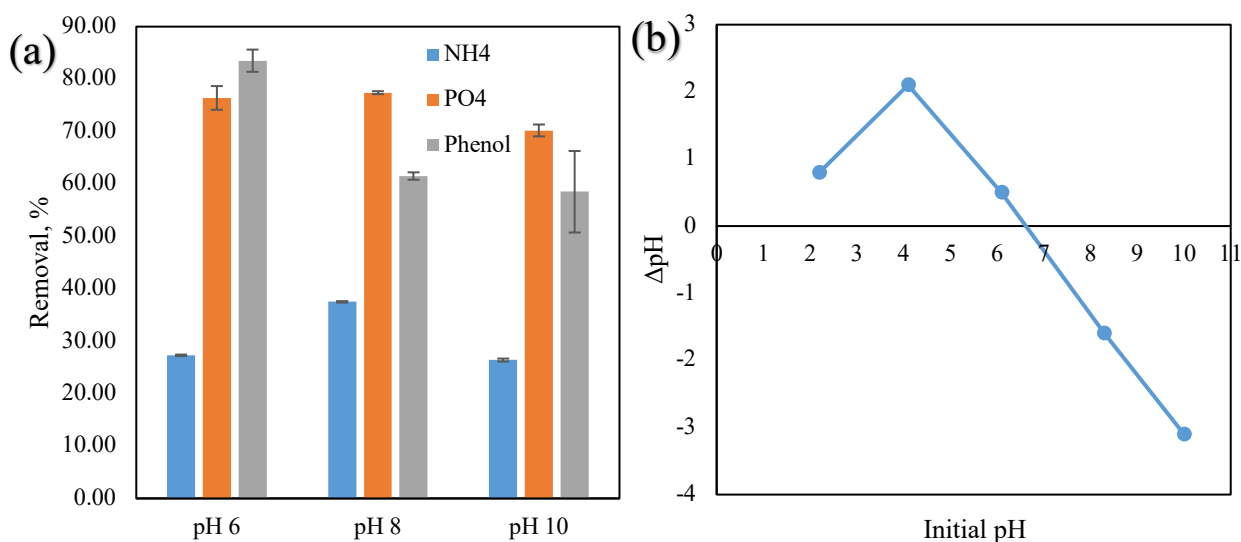 (a)
90.00
80.00
70.00
60.00
50.00
40.00
30.00
20.00
10.00
0.00
Removal, %
NH4
PO4
Phenol
pH 6 pH 8 pH 10
(b)
3
2
1
0
-1
-2
-3
-4
ΔpH
0 1 2 3 4 5 6 7 8 9 10 11
Initial pH